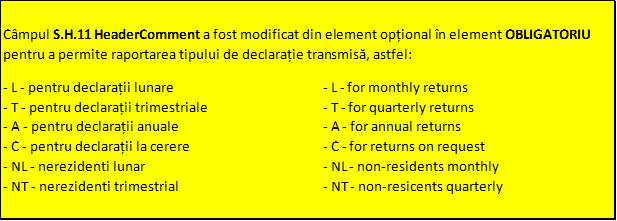 Câmpul S.H.11 HeaderComment a fost modificat din element opțional în element OBLIGATORIU
pentru a permite raportarea tipului de declarație transmisă, astfel:
- L - pentru declarații lunare
- T - pentru declarații trimestriale
- A - pentru declarații anuale
- C - pentru declarații la cerere
- NL - nerezidenti lunar
- NT - nerezidenti trimestrial
- L - for monthly returns
- T - for quarterly returns
- A - for annual returns
- C - for returns on request
- NL - non-residents monthly
- NT - non-resicents quarterly